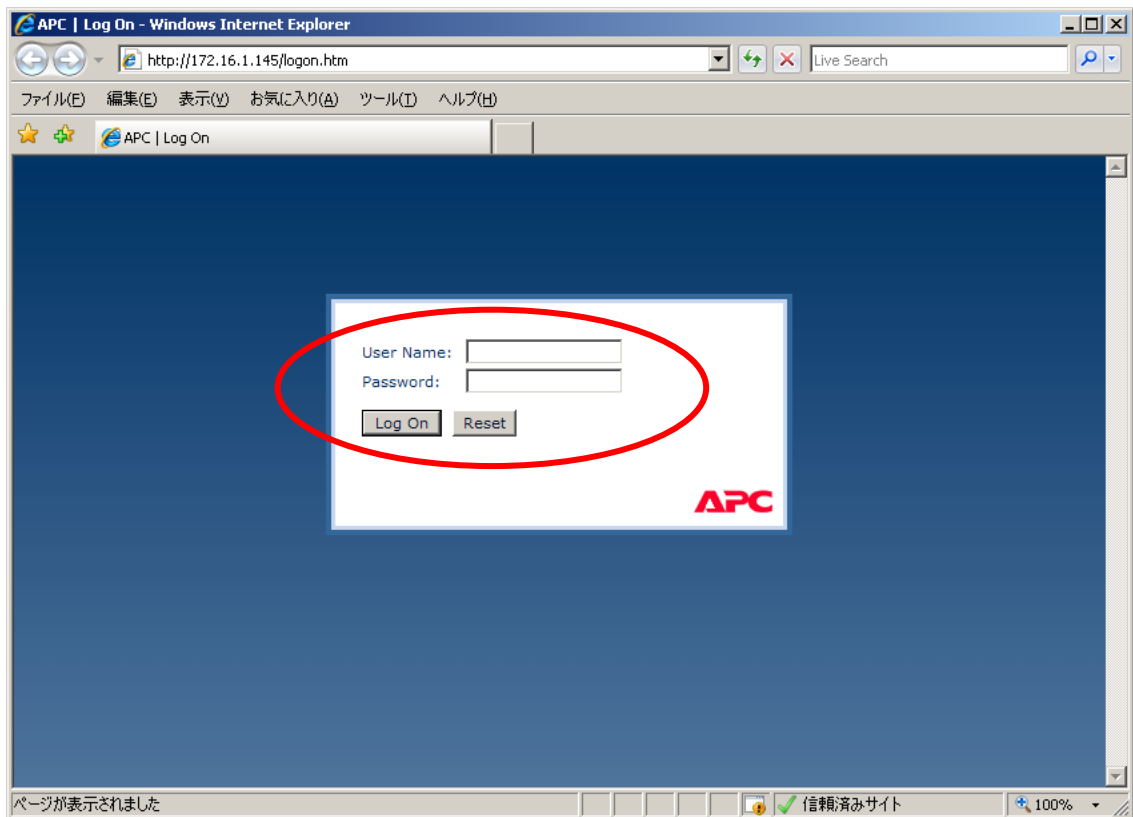 APC | Log On - Windows Internet Explorer
http://172.16.1.145/logon.htm
Live Search
ファイル(F) 編集(E) 表示(V) お気に入り(A) ツール(T) ヘルプ(H)
APC | Log On
User Name:
Password:
Log On Reset
APC
ページが表示されました 信頼済みサイト 100%